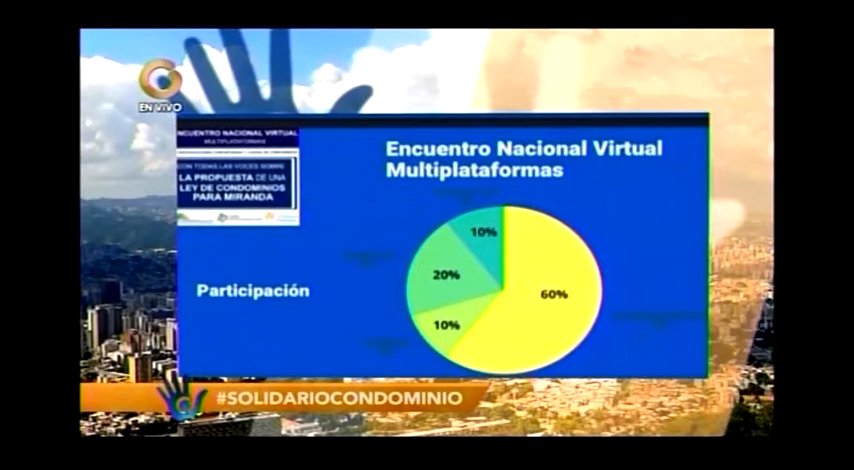 EN VIVO
ENCUENTRO NACIONAL VIRTUAL
MULTIPLATAFORMAS
CON TODAS LAS VOCES SOBRE
LA PROPUESTA DE UNA
LEY DE CONDOMINIOS
PARA MIRANDA
Encuentro Nacional Virtual
Multiplataformas
10%
20%
60%
10%
Participación
#SOLIDARIOCONDOMINIO